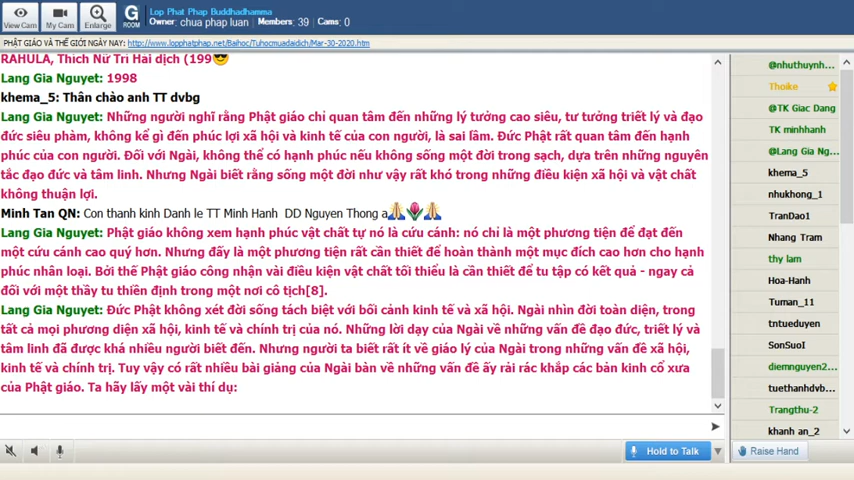 View Cam
My Cam
Enlarge
G
ROOM
Lop Phat Phap Buddhadhamma
Owner: chua phap luan Members: 39 Cams: 0
PHẬT GIÁO VÀ THẾ GIỚI NGÀY NAY: http://www.lopphatphap.net/Baihoc/Tuhocmuadaidich/Mar-30-2020.htm
RAHULA, Thích Nữ Trí Hải dịch (199
Lang Gia Nguyet: 1998
khema_5: Thân chào anh TT dvbg
Lang Gia Nguyet: Những người nghĩ rằng Phật giáo chỉ quan tâm đến những lý tưởng cao siêu, tư tưởng triết lý và đạo
đức siêu phàm, không kể gì đến phúc lợi xã hội và kinh tế của con người, là sai lầm. Đức Phật rất quan tâm đến hạnh
phúc của con người. Đối với Ngài, không thể có hạnh phúc nếu không sống một đời trong sạch, dựa trên những nguyên
tắc đạo đức và tâm linh. Nhưng Ngài biết rằng sống một đời như vậy rất khó trong những điều kiện xã hội và vật chất
không thuận lợi.
Minh Tan QN: Con thanh kinh Danh le TT Minh Hanh DD Nguyen Thong a
Lang Gia Nguyet: Phật giáo không xem hạnh phúc vật chất tự nó là cứu cánh: nó chỉ là một phương tiện để đạt đến
một cứu cánh cao quý hơn. Nhưng đấy là một phương tiện rất cần thiết để hoàn thành một mục đích cao hơn cho hạnh
phúc nhân loại. Bởi thế Phật giáo công nhận vài điều kiện vật chất tối thiểu là cần thiết để tu tập có kết quả - ngay cả
đối với một thầy tu thiền định trong một nơi cô tịch[8].
Lang Gia Nguyet: Đức Phật không xét đời sống tách biệt với bối cảnh kinh tế và xã hội. Ngài nhìn đời toàn diện, trong
tất cả mọi phương diện xã hội, kinh tế và chính trị của nó. Những lời dạy của Ngài về những vấn đề đạo đức, triết lý và
tâm linh đã được khá nhiều người biết đến. Nhưng người ta biết rất ít về giáo lý của Ngài trong những vấn đề xã hội,
kinh tế và chính trị. Tuy vậy có rất nhiều bài giảng của Ngài bàn về những vấn đề ấy rải rác khắp các bản kinh cổ xưa
của Phật giáo. Ta hãy lấy một vài thí dụ:
@nhuthuynh...
Thoike
@TK Giac Dang
TK minhhanh
@Lang Gia Ng...
khema_5
nhukhong_1
TranDao1
Nhang Tram
thy lam
Hoa-Hanh
Tuman_11
tntueduyen
SonSuoI
diemnguyen2...
tuethanhdvb...
Trangthu-2
khanh an_2
Hold to Talk
Raise Hand